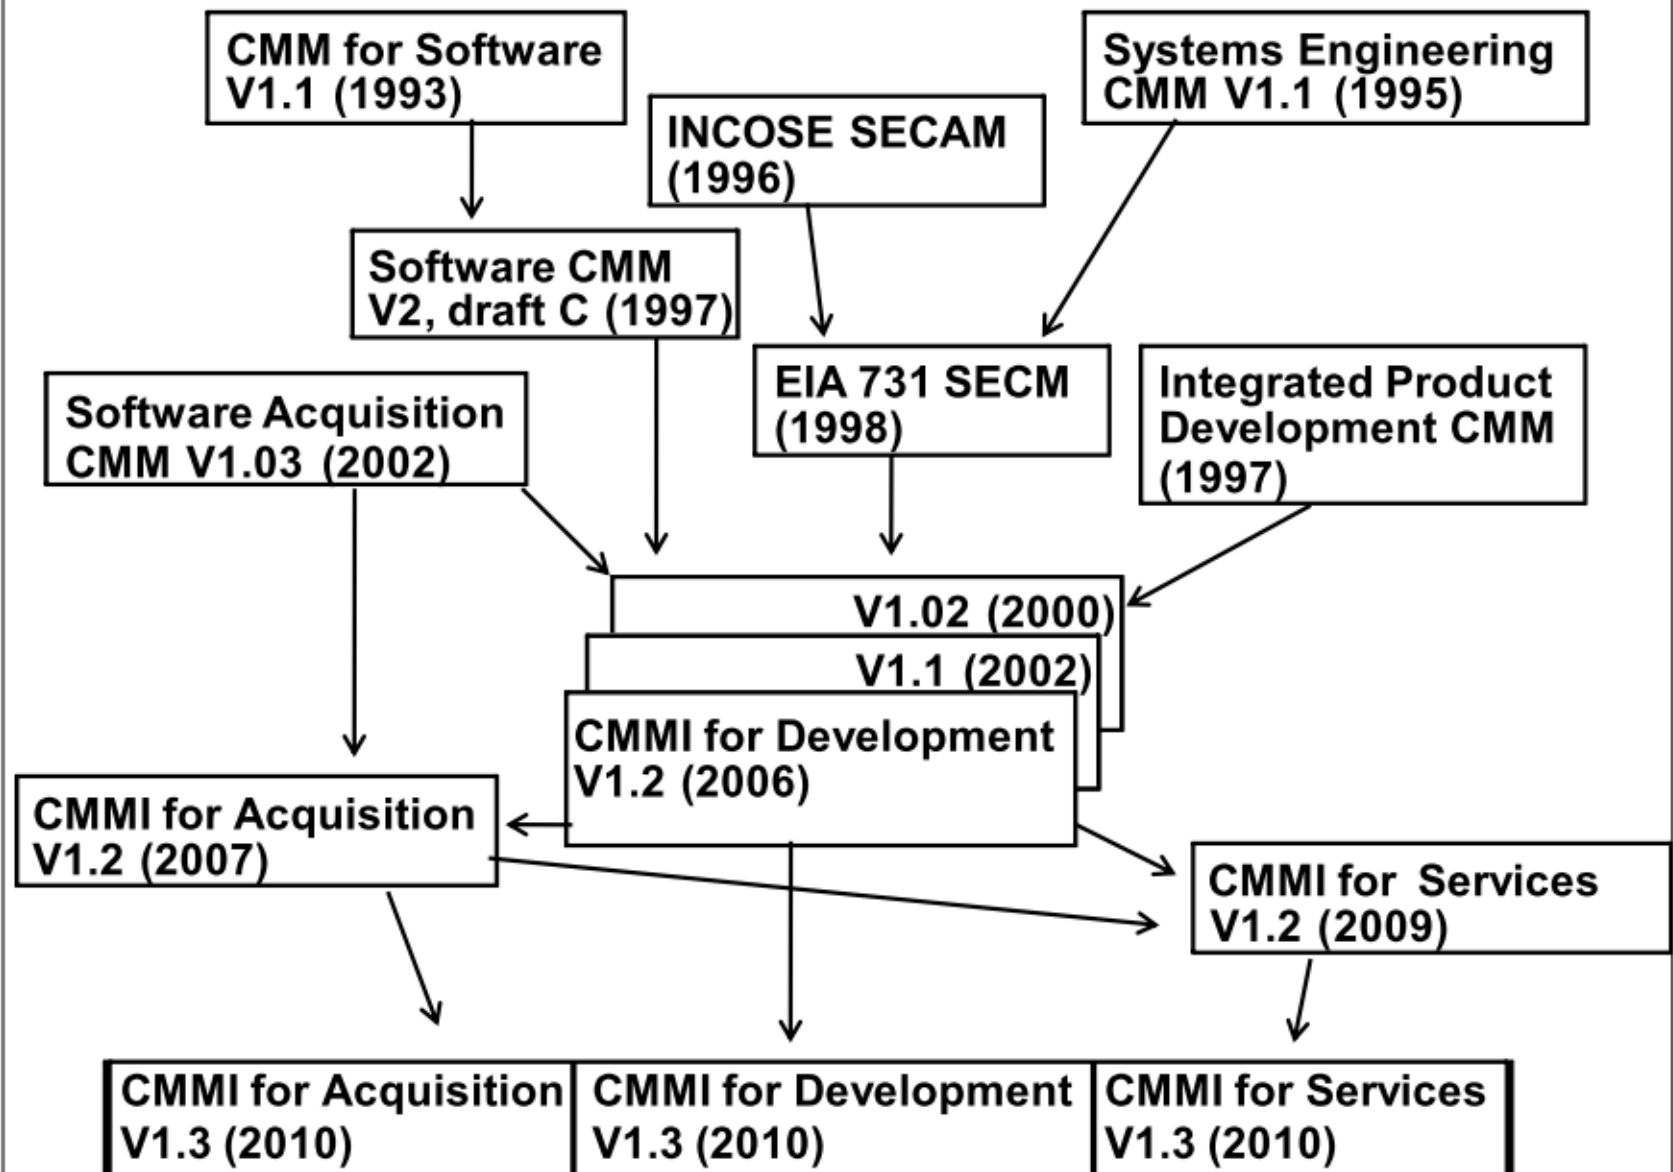 CMM for Software
V1.1 (1993)
Systems Engineering
CMM V1.1 (1995)
INCOSE SECAM
(1996)
Software CMM
V2, draft C (1997)
EIA 731 SECM
(1998)
Integrated Product
Development CMM
(1997)
Software Acquisition
CMM V1.03 (2002)
V1.02 (2000)
V1.1 (2002)
CMMI for Development
V1.2 (2006)
CMMI for Acquisition
V1.2 (2007)
CMMI for Services
V1.2 (2009)
CMMI for Acquisition
V1.3 (2010)
CMMI for Development
V1.3 (2010)
CMMI for Services
V1.3 (2010)